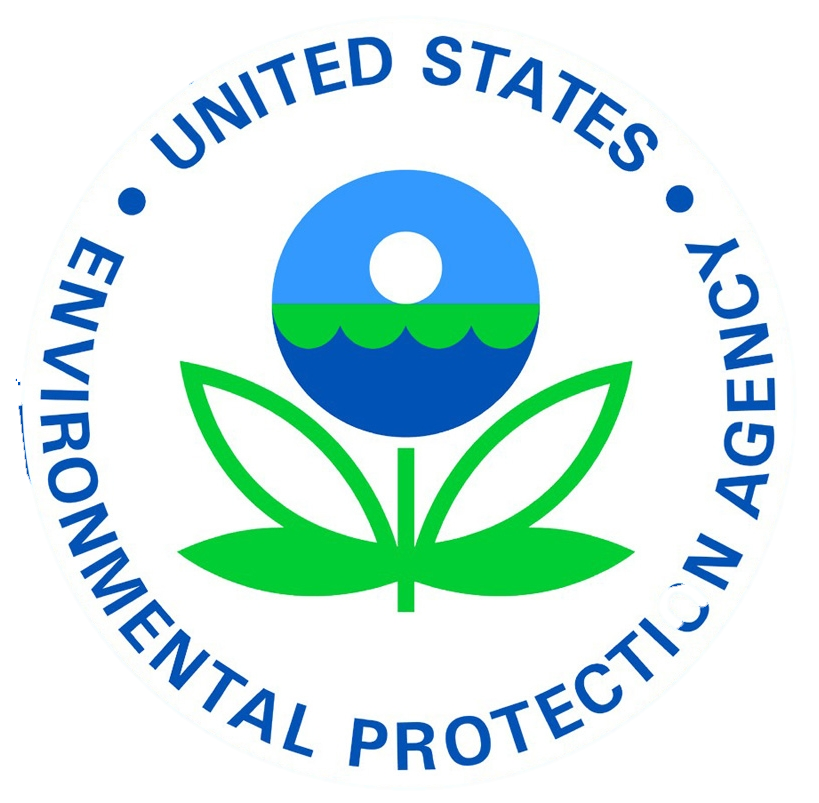 UNITED STATES
ENVIRONMENTAL PROTECTION AGENCY